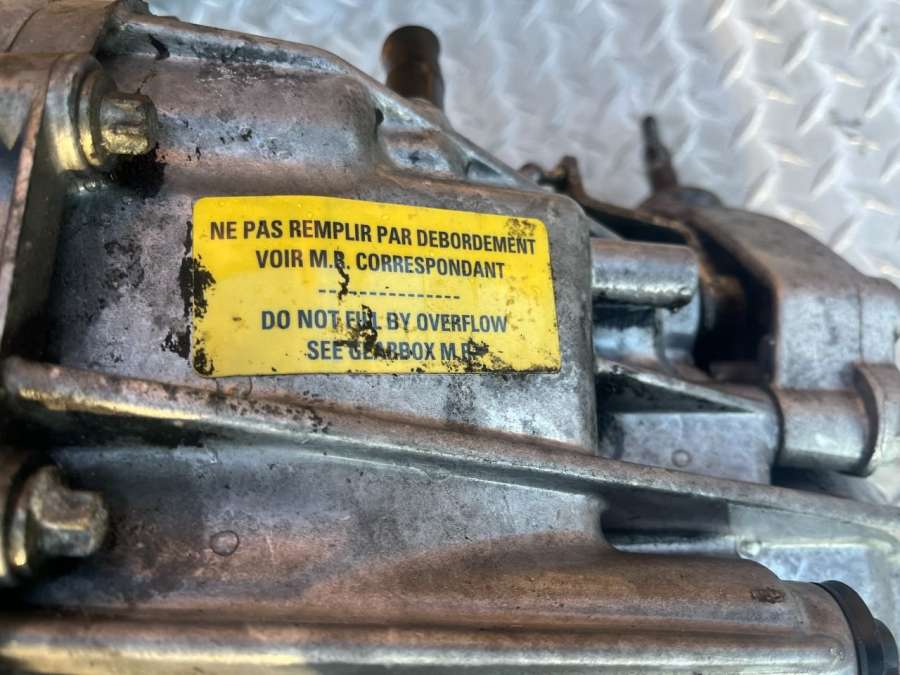 NE PAS REMPLIR PAR DEBORDEMENT
VOIR M.R. CORRESPONDANT
---------------
DO NOT FILL BY OVERFLOW
SEE GEARBOX M.R.